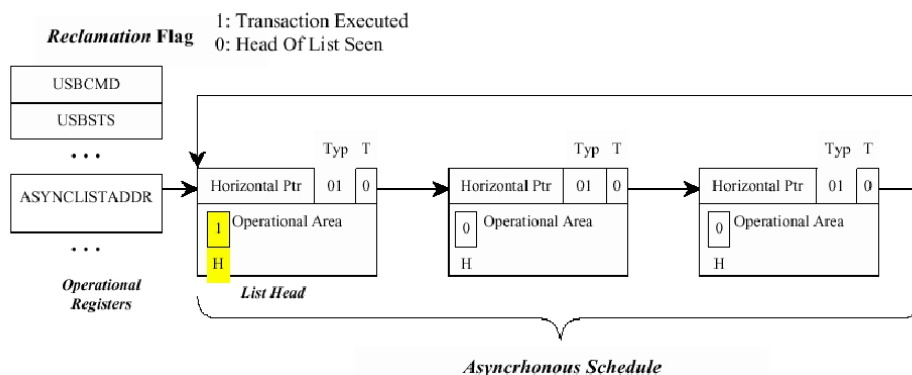 Reclamation Flag
1: Transaction Executed
0: Head Of List Seen
USBCMD
USBSTS
• • •
ASYNCLISTADDR
• • •
Operational
Registers
Typ T
Horizontal Ptr 01 0
1 Operational Area
H
List Head
Typ T
Horizontal Ptr 01 0
0 Operational Area
H
Typ T
Horizontal Ptr 01 0
0 Operational Area
H
Asyncrhonous Schedule